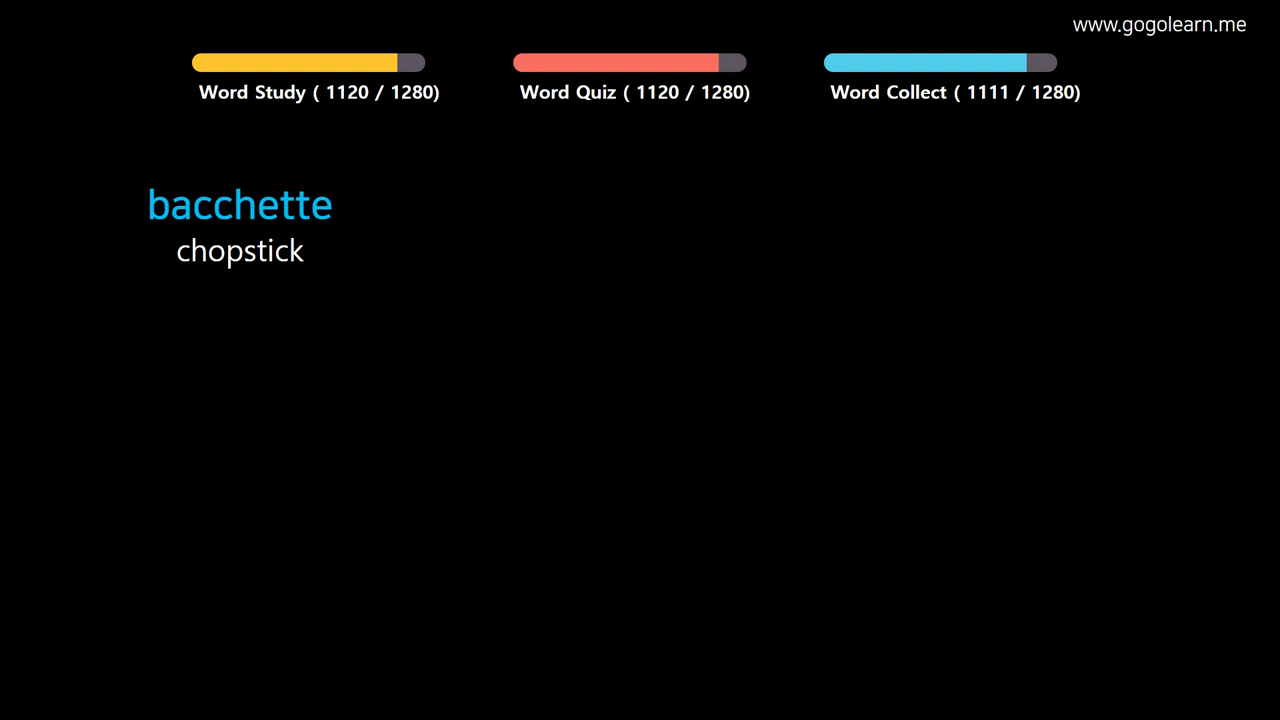 www.gogolearn.me
Word Study ( 1120 / 1280)
Word Quiz ( 1120 / 1280)
Word Collect ( 1111 / 1280)
bacchette
chopstick